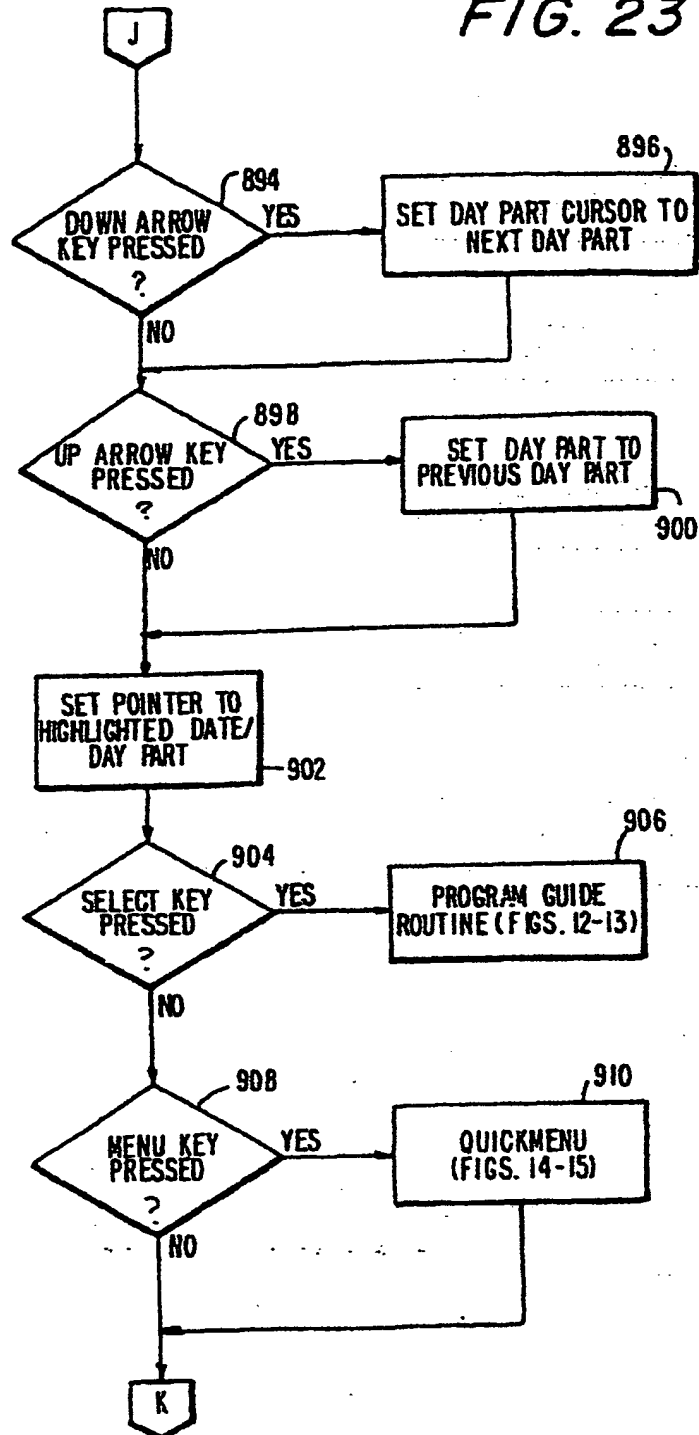 FIG. 23
J
894
DOWN ARROW
KEY PRESSED
?
YES
896
SET DAY PART CURSOR TO
NEXT DAY PART
NO
898
UP ARROW KEY
PRESSED
?
YES
SET DAY PART TO
PREVIOUS DAY PART
900
NO
SET POINTER TO
HIGHLIGHTED DATE/
DAY PART
902
904
SELECT KEY
PRESSED
?
YES
906
PROGRAM GUIDE
ROUTINE (FIGS. 12-13)
NO
908
MENU KEY
PRESSED
?
YES
910
QUICKMENU
(FIGS. 14-15)
NO
K